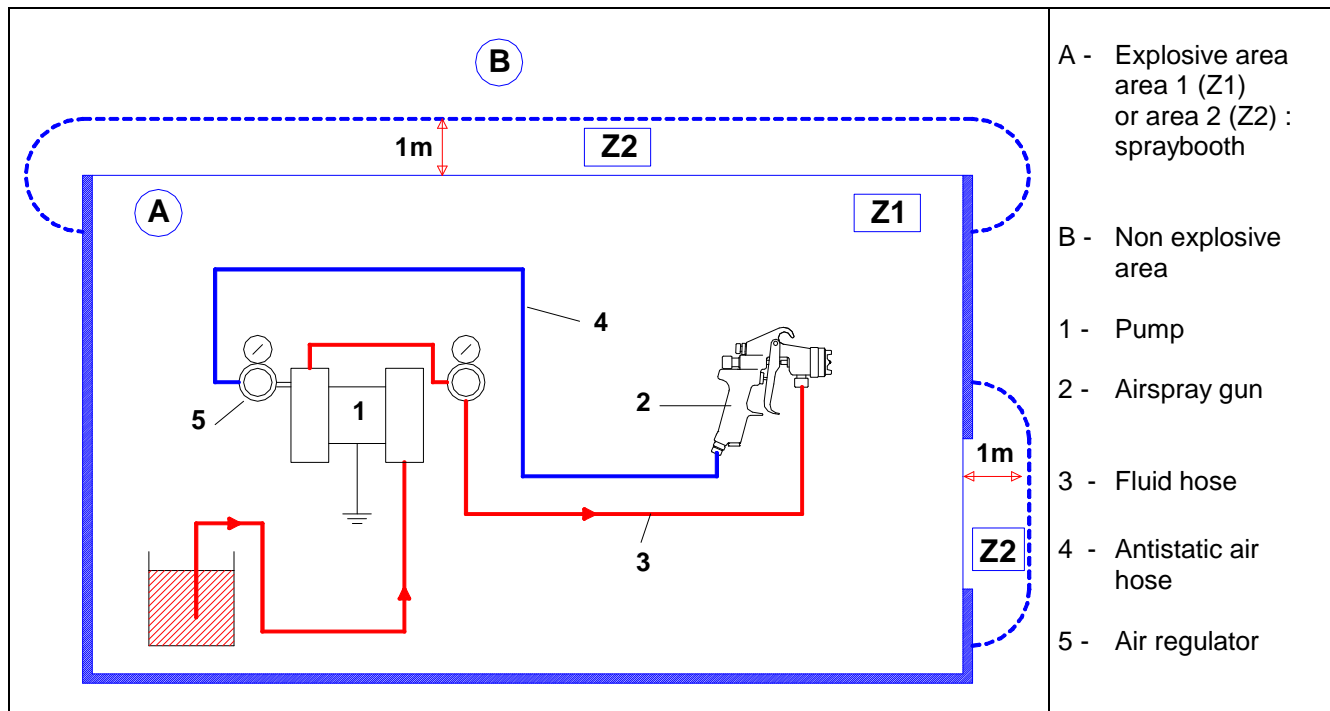 B
1m
Z2
A
Z1
4
5
1
2
1m
3
Z2
A - Explosive area
area 1 (Z1)
or area 2 (Z2) :
spraybooth
B - Non explosive
area
1 - Pump
2 - Airspray gun
3 - Fluid hose
4 - Antistatic air
hose
5 - Air regulator